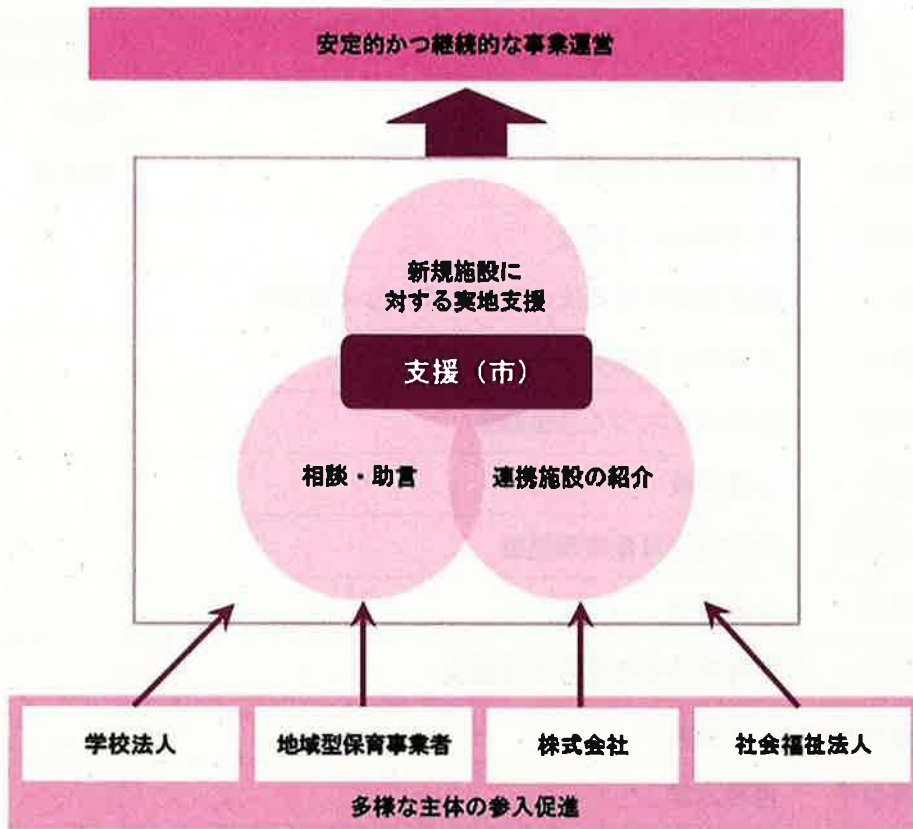 安定的かつ継続的な事業運営
新規施設に
対する実地支援
支援（市）
相談・助言
連携施設の紹介
学校法人
地域型保育事業者
株式会社
社会福祉法人
多様な主体の参入促進